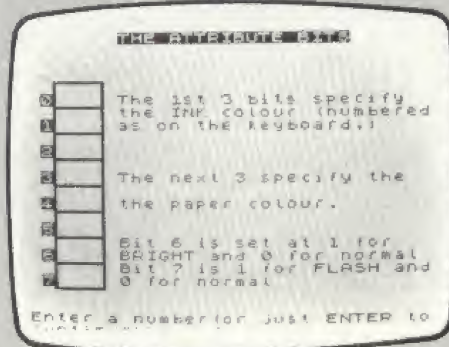 THE ATTRIBUTE BITS
0 The 1st 3 bits specify
the INK colour (numbered
1 as on the keyboard.)
2
3 The next 3 specify the
4 the paper colour.
5
Bit 6 is set at 1 for
6 BRIGHT and 0 for normal
Bit 7 is 1 for FLASH and
7 0 for normal
Enter a number(or just ENTER to